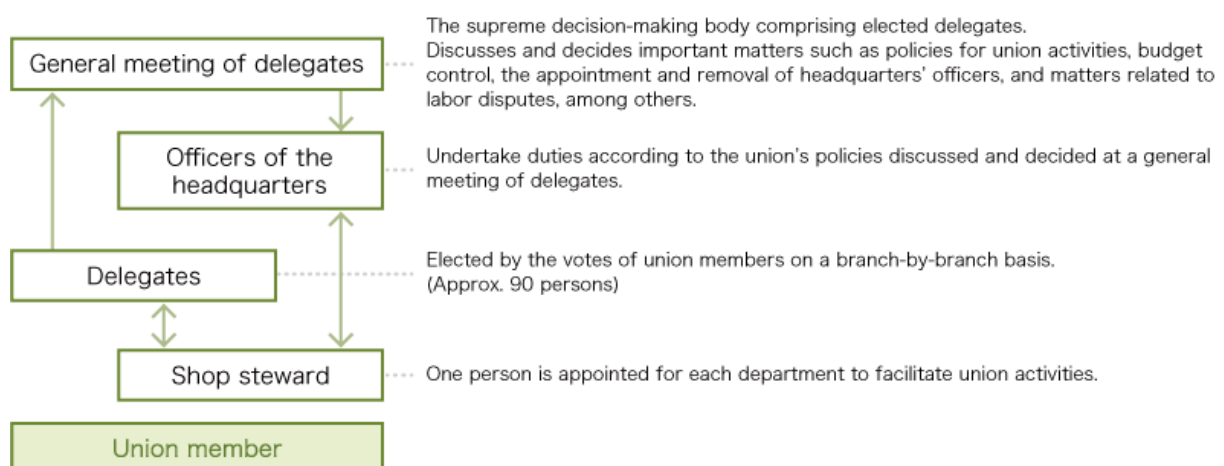 General meeting of delegates
The supreme decision-making body comprising elected delegates.
Discusses and decides important matters such as policies for union activities, budget
control, the appointment and removal of headquarters' officers, and matters related to
labor disputes, among others.
Officers of the
headquarters
Undertake duties according to the union's policies discussed and decided at a general
meeting of delegates.
Delegates
Elected by the votes of union members on a branch-by-branch basis.
(Approx. 90 persons)
Shop steward
One person is appointed for each department to facilitate union activities.
Union member